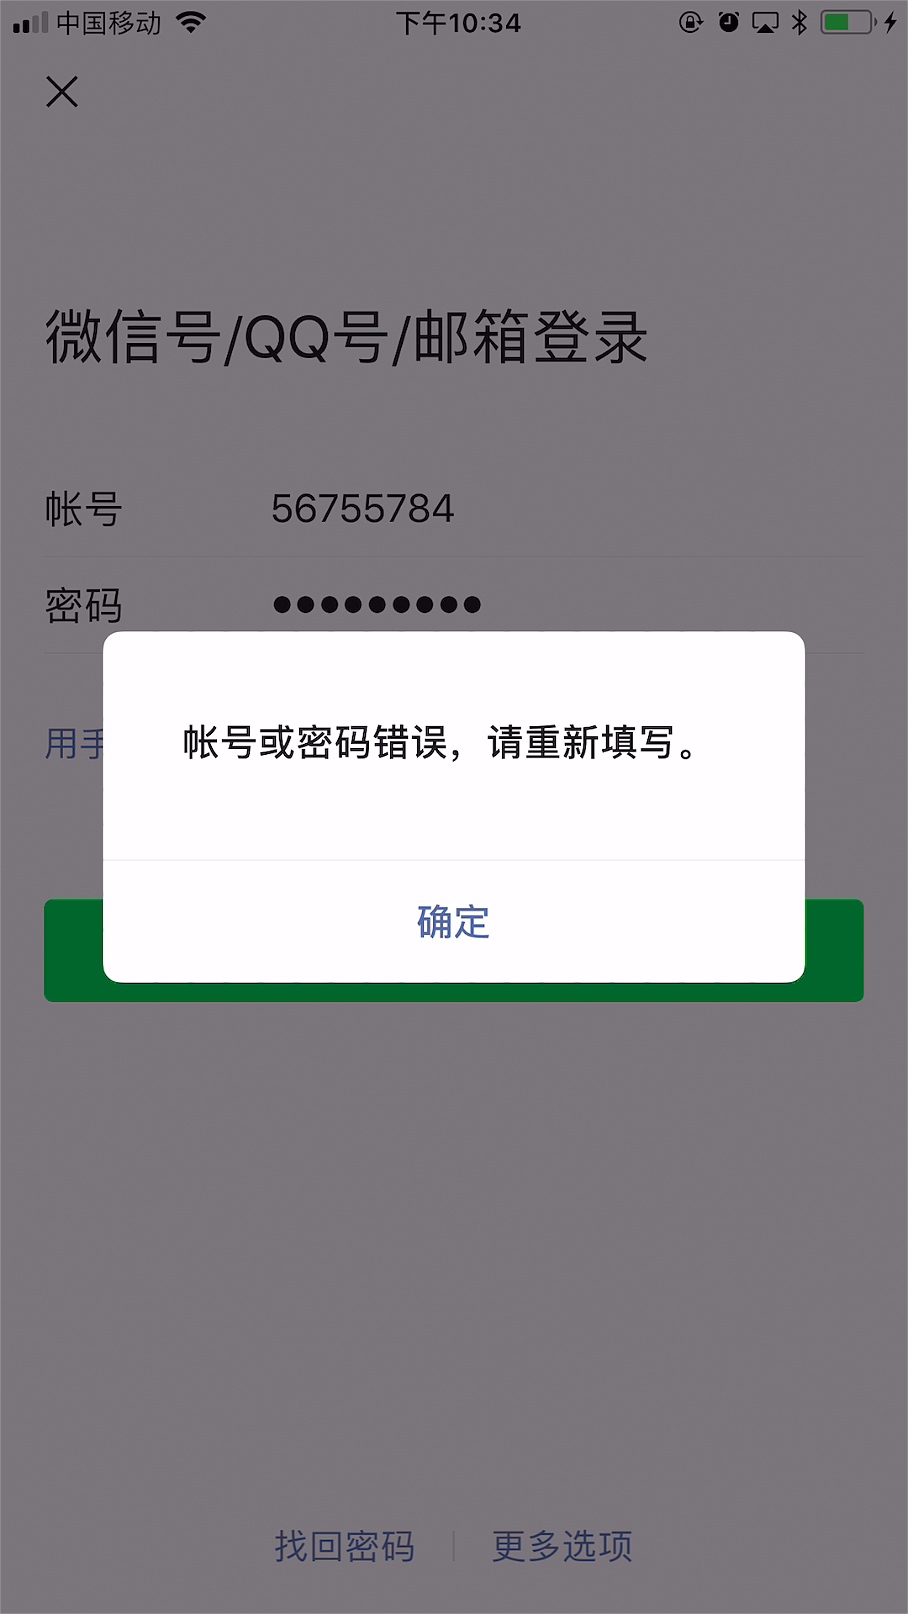 中国移动 下午10:34
微信号/QQ号/邮箱登录
帐号 56755784
密码 •••••••••
帐号或密码错误，请重新填写。
用手
确定
找回密码 | 更多选项